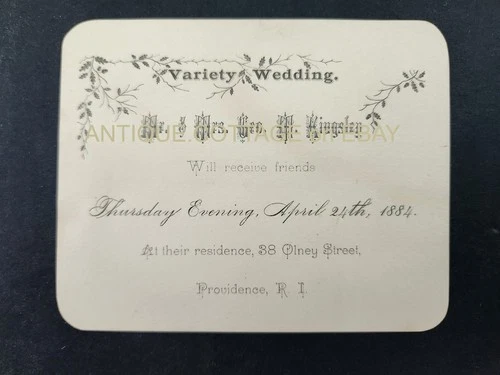 Variety Wedding.
Mr. & Mrs. Geo. H. Kingsley
ANTIQUE.COTTAGE EBAY
Will receive friends
Thursday Evening, April 24th, 1884.
At their residence, 38 Olney Street,
Providence, R. I.